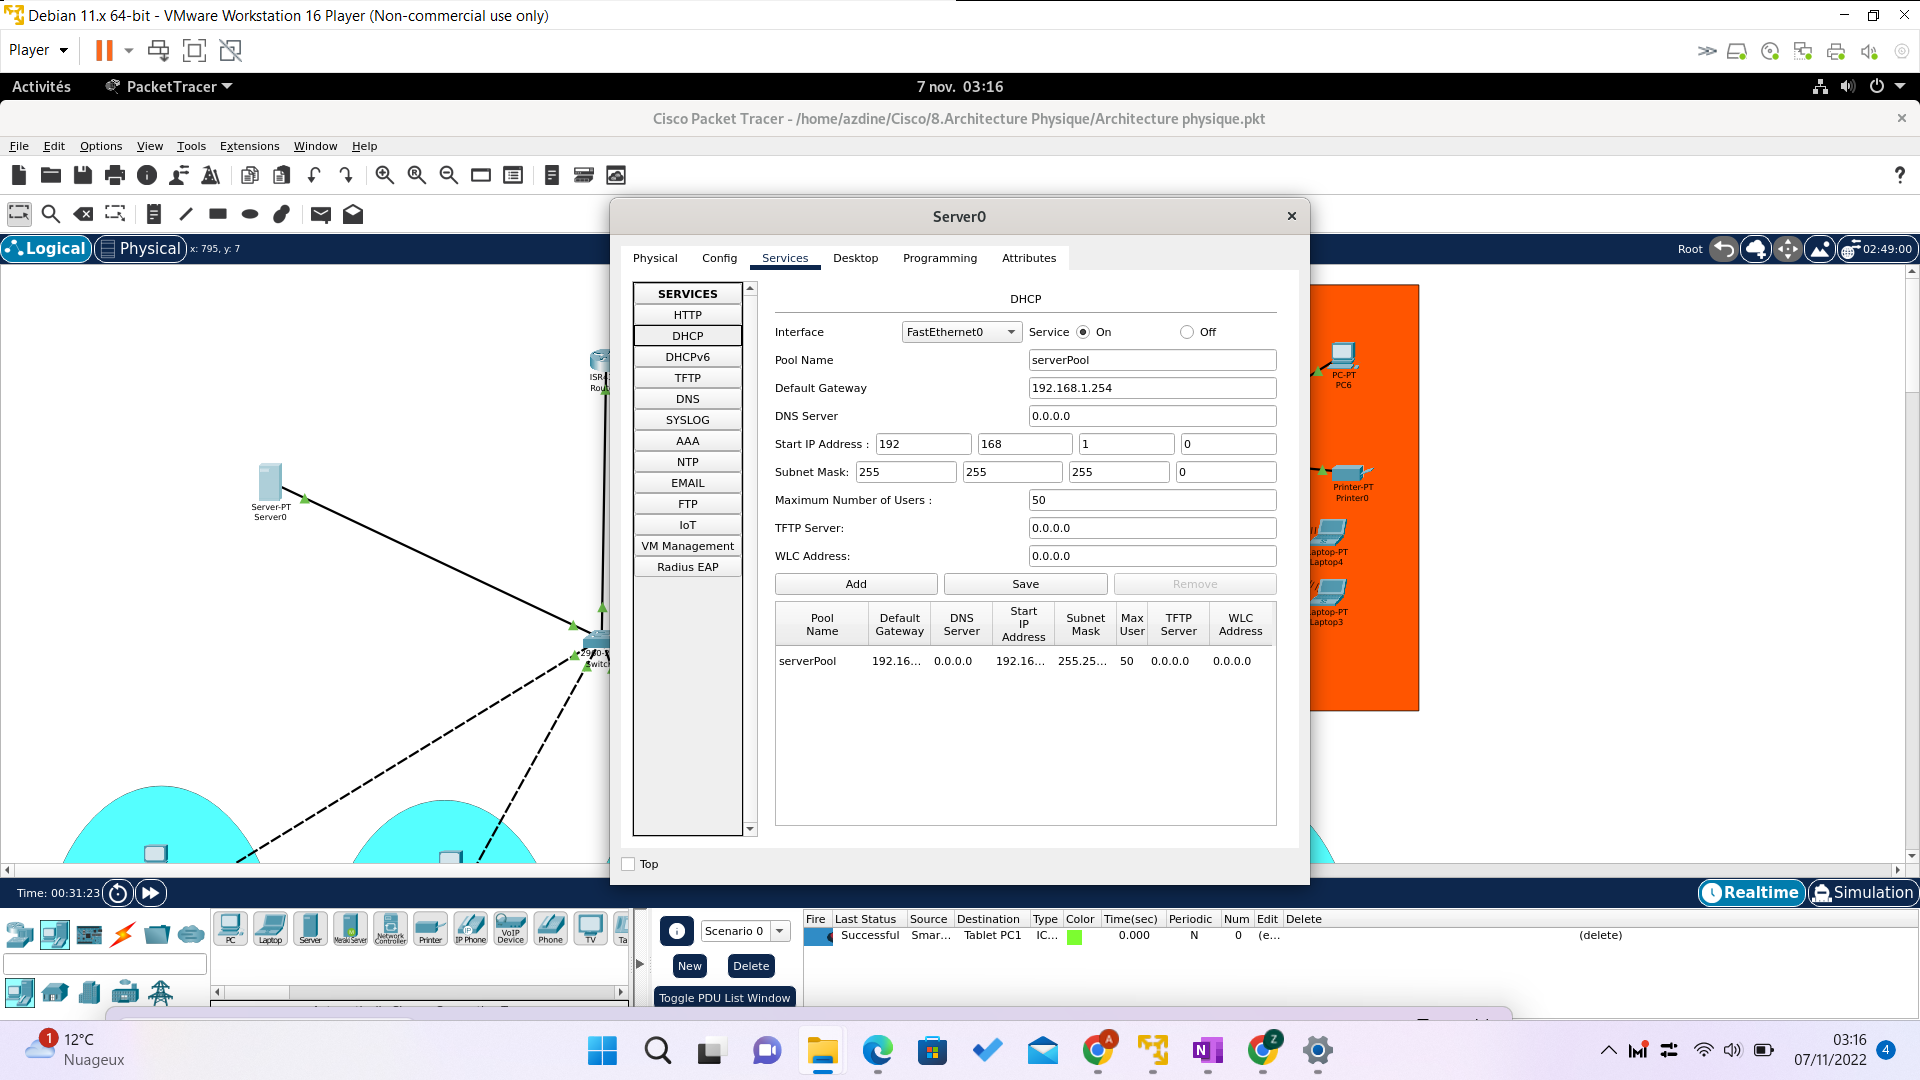 Debian 11.x 64-bit - VMware Workstation 16 Player (Non-commercial use only)
Player
Activités PacketTracer 7 nov. 03:16
Cisco Packet Tracer - /home/azdine/Cisco/8.Architecture Physique/Architecture physique.pkt
File Edit Options View Tools Extensions Window Help
Logical Physical x: 795, y: 7 Root 02:49:00
Server0
Physical Config Services Desktop Programming Attributes
SERVICES
HTTP
DHCP
DHCPv6
TFTP
DNS
SYSLOG
AAA
NTP
EMAIL
FTP
IoT
VM Management
Radius EAP
DHCP
Interface FastEthernet0 Service On Off
Pool Name serverPool
Default Gateway 192.168.1.254
DNS Server 0.0.0.0
Start IP Address : 192 168 1 0
Subnet Mask: 255 255 255 0
Maximum Number of Users : 50
TFTP Server: 0.0.0.0
WLC Address: 0.0.0.0
Add Save Remove
Pool Name Default Gateway DNS Server Start IP Address Subnet Mask Max User TFTP Server WLC Address
serverPool 192.16... 0.0.0.0 192.16... 255.25... 50 0.0.0.0 0.0.0.0
Top
Server-PT
Server0
PC-PT
PC6
Printer-PT
Printer0
Laptop4
Laptop3
Time: 00:31:23 Realtime Simulation
PC Laptop Server Meraki Server Network Controller Printer IP Phone VoIP Device Phone TV
Scenario 0
New Delete
Toggle PDU List Window
Fire Last Status Source Destination Type Color Time(sec) Periodic Num Edit Delete
Successful Smar... Tablet PC1 IC... 0.000 N 0 (e... (delete)
1 12°C
Nuageux
A Z
03:16
07/11/2022 4